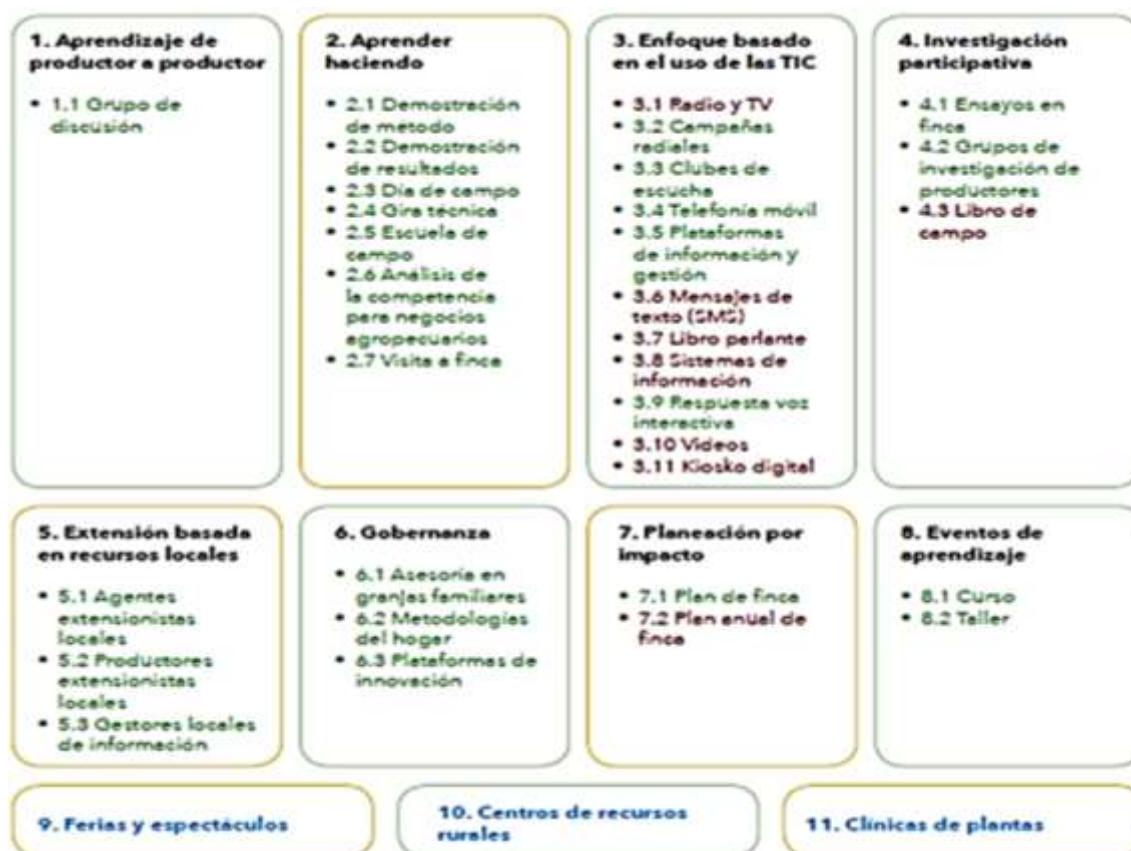 1. Aprendizaje de
productor a productor
• 1.1 Grupo de
discusión
2. Aprender
haciendo
• 2.1 Demostración
de método
• 2.2 Demostración
de resultados
• 2.3 Día de campo
• 2.4 Gira técnica
• 2.5 Escuela de
campo
• 2.6 Análisis de
la competencia
para negocios
agropecuarios
• 2.7 Visita a finca
3. Enfoque basado
en el uso de las TIC
• 3.1 Radio y TV
• 3.2 Campañas
radiales
• 3.3 Clubes de
escucha
• 3.4 Telefonía móvil
• 3.5 Plataformas
de información y
gestión
• 3.6 Mensajes de
texto (SMS)
• 3.7 Libro parlante
• 3.8 Sistemas de
información
• 3.9 Respuesta voz
interactiva
• 3.10 Videos
• 3.11 Kiosko digital
4. Investigación
participativa
• 4.1 Ensayos en
finca
• 4.2 Grupos de
investigación de
productores
• 4.3 Libro de
campo
5. Extensión basada
en recursos locales
• 5.1 Agentes
extensionistas
locales
• 5.2 Productores
extensionistas
locales
• 5.3 Gestores locales
de información
6. Gobernanza
• 6.1 Asesoría en
granjas familiares
• 6.2 Metodologías
del hogar
• 6.3 Plataformas de
innovación
7. Planeación por
impacto
• 7.1 Plan de finca
• 7.2 Plan anual de
finca
8. Eventos de
aprendizaje
• 8.1 Curso
• 8.2 Taller
9. Ferias y espectáculos
10. Centros de recursos
rurales
11. Clínicas de plantas